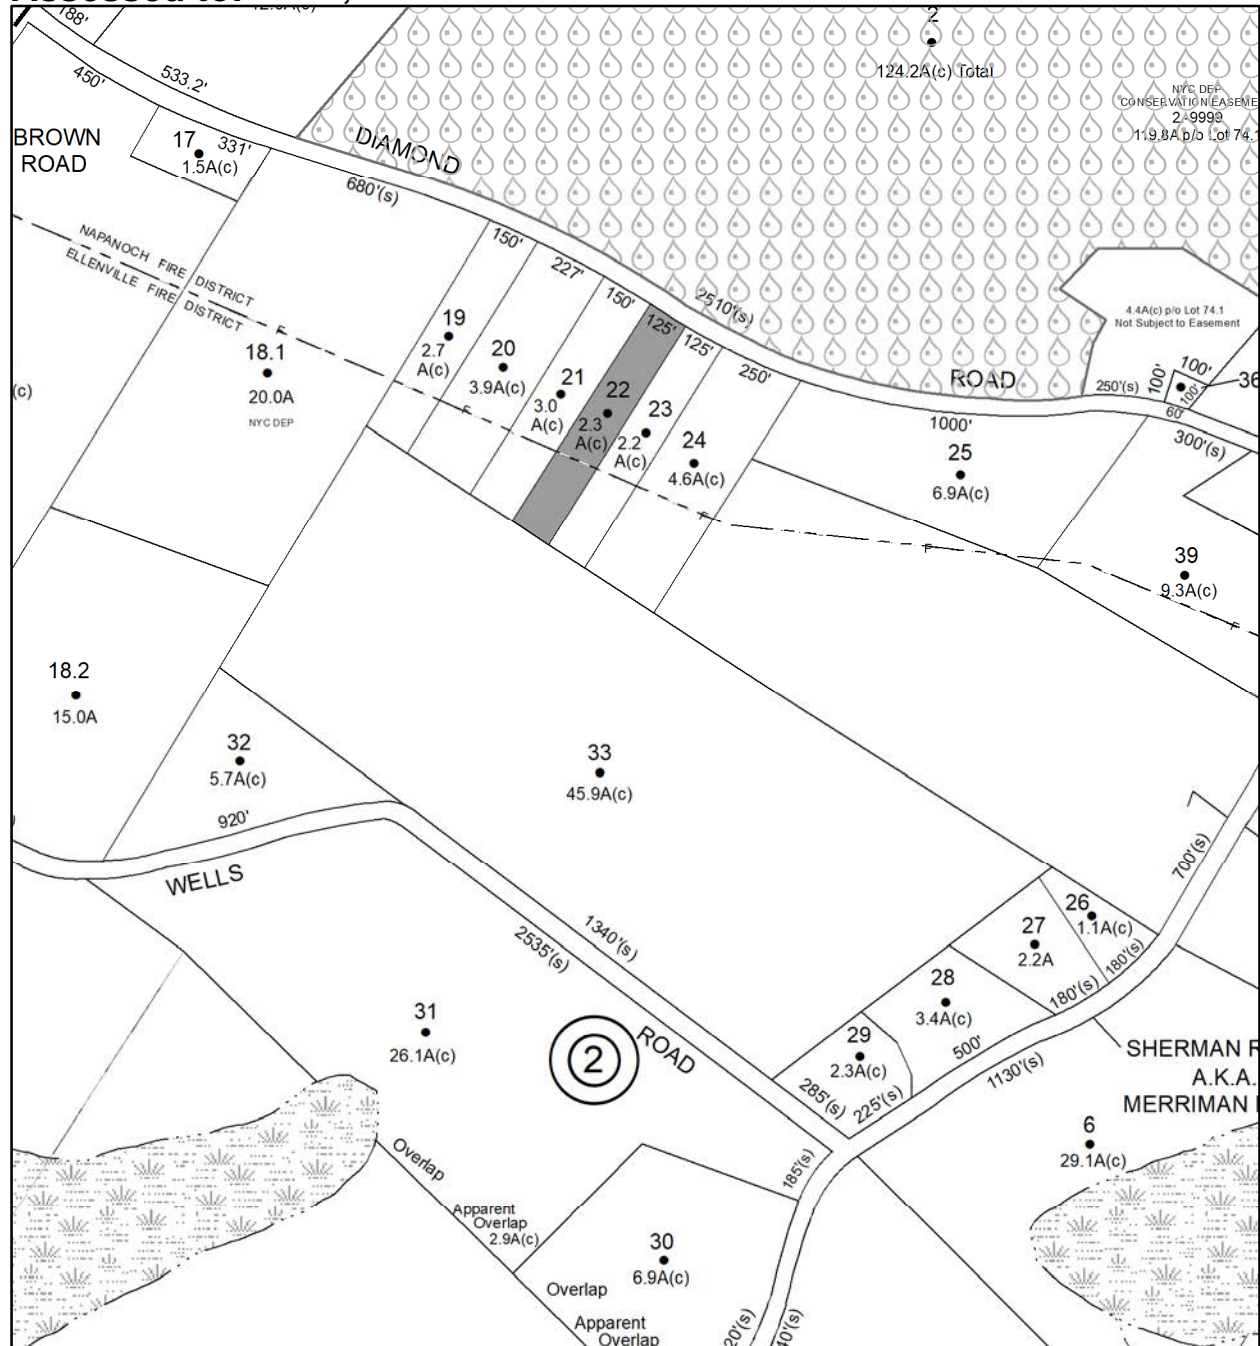 188'
450'
533.2'
2
124.2A(c) Total
NYC DEP
2.-9999
119.8A p/o Lot 74.
BROWN
ROAD
17
331'
1.5A(c)
DIAMOND
680'(s)
NAPANOCH FIRE DISTRICT
ELLENVILLE FIRE DISTRICT
F
150'
227'
150'
125'
125'
250'
2510'(s)
4.4A(c) p/o Lot 74.1
Not Subject to Easement
ROAD
250'(s)
100'
100'
100'
36
60'
300'(s)
1000'
18.1
20.0A
NYC DEP
(c)
19
2.7
A(c)
20
3.9A(c)
21
3.0
A(c)
22
2.3
A(c)
23
2.2
A(c)
24
4.6A(c)
25
6.9A(c)
F
F
F
39
9.3A(c)
F
18.2
15.0A
32
5.7A(c)
920'
WELLS
33
45.9A(c)
700'(s)
26
1.1A(c)
27
2.2A
180'(s)
180'(s)
28
3.4A(c)
29
2.3A(c)
500'
285'(s)
225'(s)
1130'(s)
1340'(s)
2535'(s)
ROAD
31
26.1A(c)
2
SHERMAN R
A.K.A.
MERRIMAN
6
29.1A(c)
185'(s)
Overlap
Apparent
Overlap
2.9A(c)
30
6.9A(c)
Overlap
Apparent
Overlap
20'(s)
40'(s)